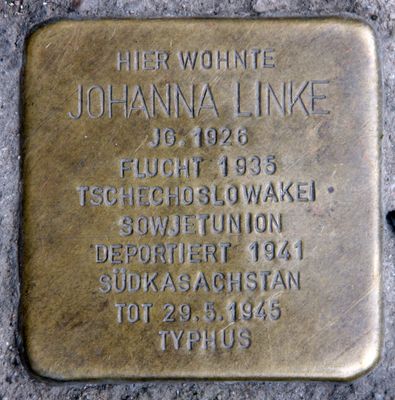 HIER WOHNTE
JOHANNA LINKE
JG. 1926
FLUCHT 1935
TSCHECHOSLOWAKEI
SOWJETUNION
DEPORTIERT 1941
SÜDKASACHSTAN
TOT 29.5.1945
TYPHUS